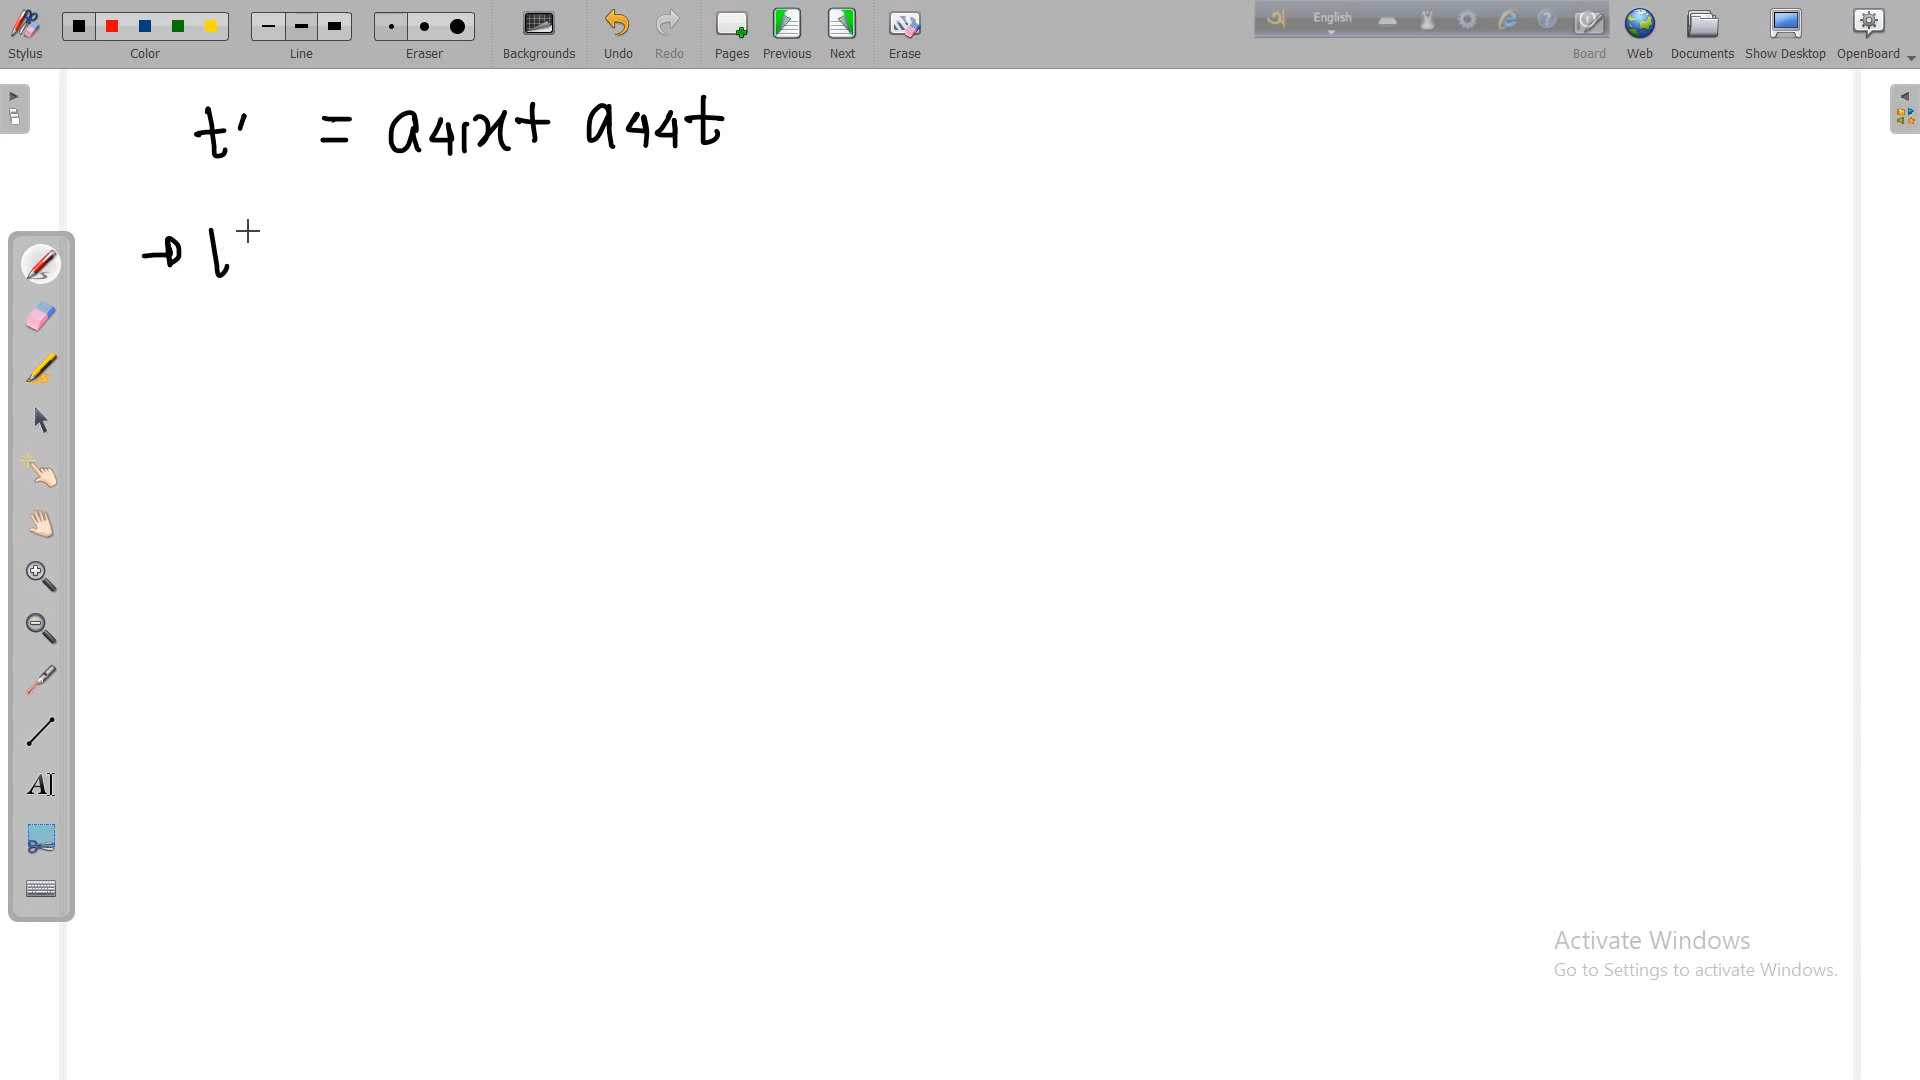 Stylus
Color
Line
Eraser
Backgrounds
Undo
Redo
Pages
Previous
Next
Erase
English
Board
Web
Documents
Show Desktop
OpenBoard
t' = a41x + a44t
AI
Activate Windows
Go to Settings to activate Windows.